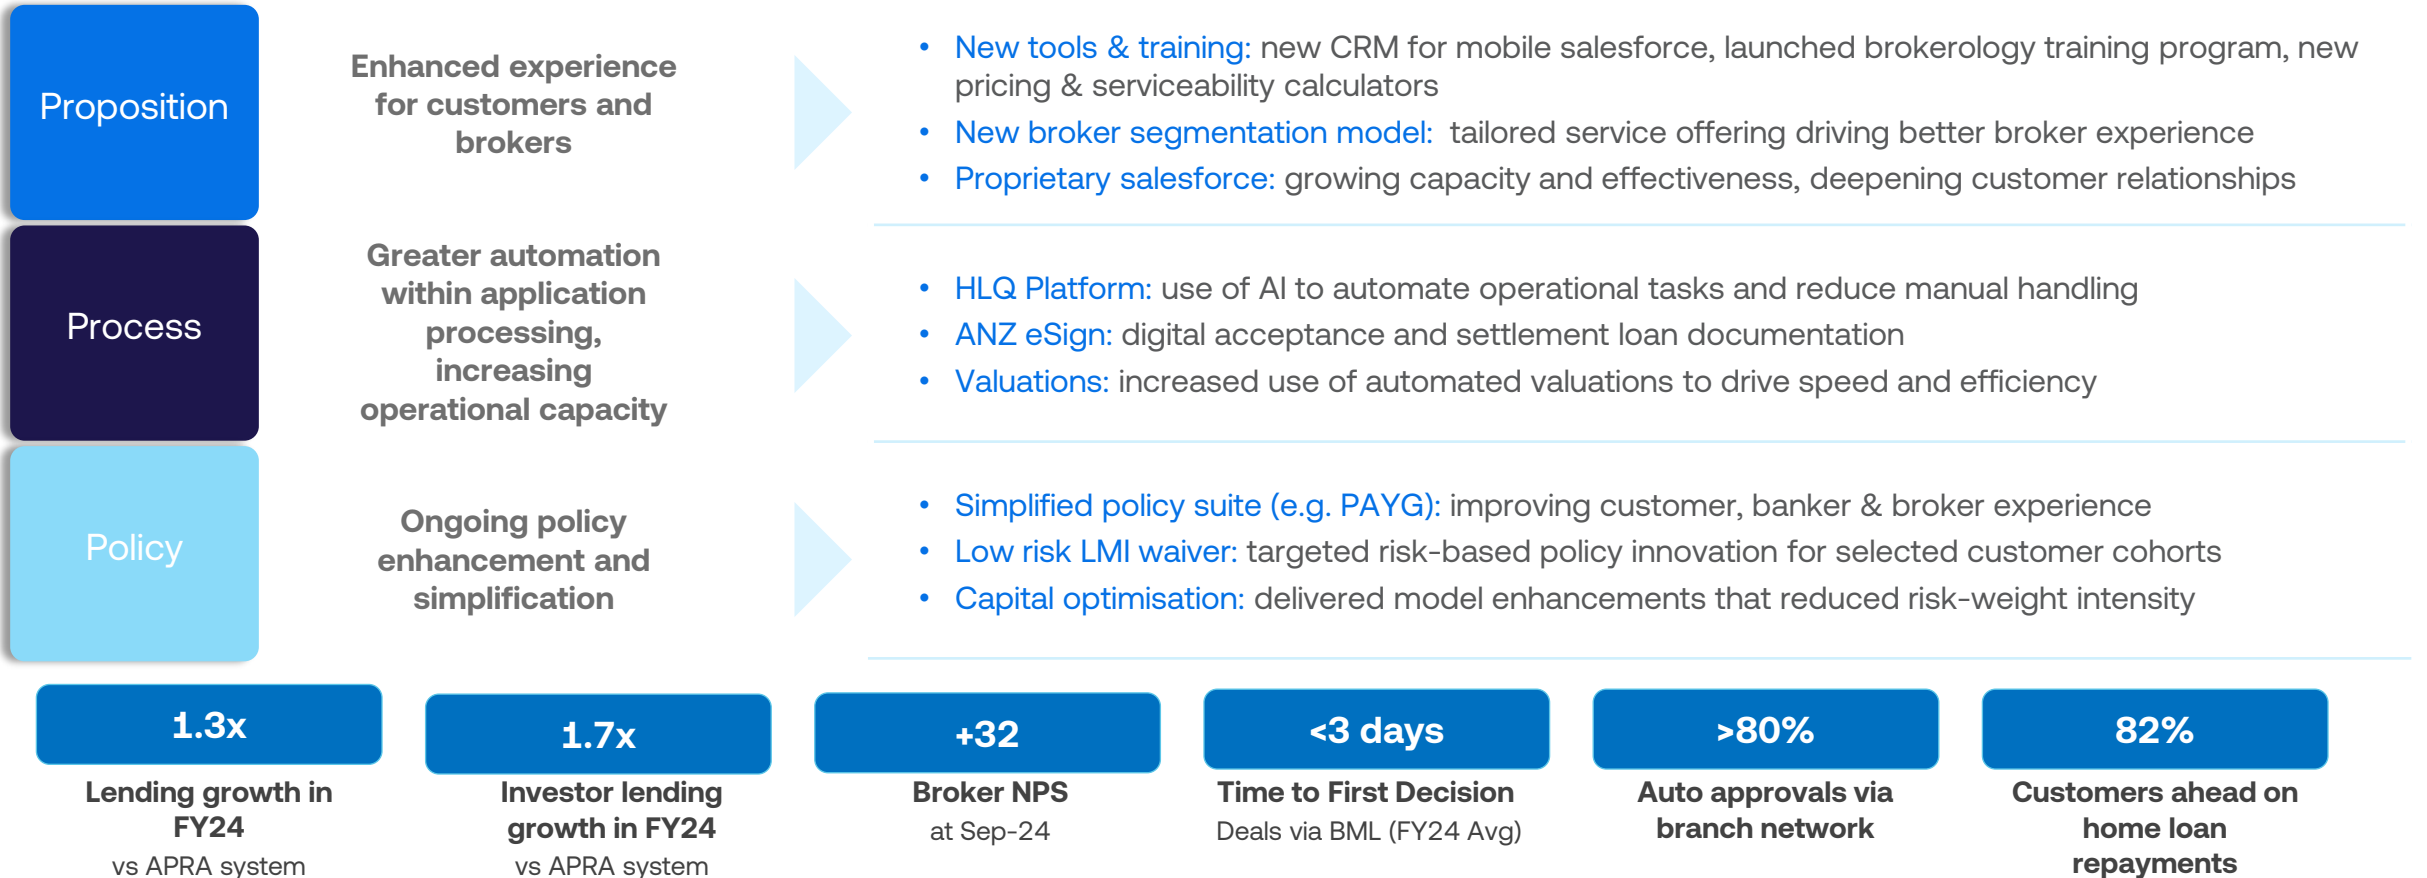 Proposition
Enhanced experience
for customers and
brokers
• New tools & training: new CRM for mobile salesforce, launched brokerology training program, new
pricing & serviceability calculators
• New broker segmentation model: tailored service offering driving better broker experience
• Proprietary salesforce: growing capacity and effectiveness, deepening customer relationships
Process
Greater automation
within application
processing,
increasing
operational capacity
• HLQ Platform: use of AI to automate operational tasks and reduce manual handling
• ANZ eSign: digital acceptance and settlement loan documentation
• Valuations: increased use of automated valuations to drive speed and efficiency
Policy
Ongoing policy
enhancement and
simplification
• Simplified policy suite (e.g. PAYG): improving customer, banker & broker experience
• Low risk LMI waiver: targeted risk-based policy innovation for selected customer cohorts
• Capital optimisation: delivered model enhancements that reduced risk-weight intensity
1.3x
Lending growth in
FY24
vs APRA system
1.7x
Investor lending
growth in FY24
vs APRA system
+32
Broker NPS
at Sep-24
<3 days
Time to First Decision
Deals via BML (FY24 Avg)
>80%
Auto approvals via
branch network
82%
Customers ahead on
home loan
repayments